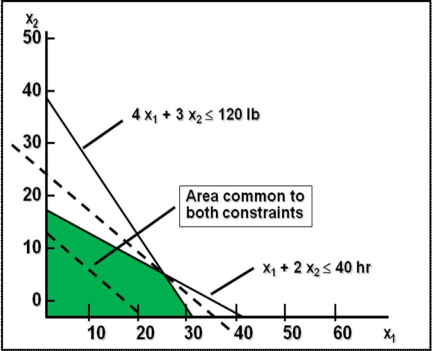 x₂
50
40
4 x₁ + 3 x₂ ≤ 120 lb
30
20
Area common to
both constraints
10
x₁ + 2 x₂ ≤ 40 hr
0
10 20 30 40 50 60 x₁